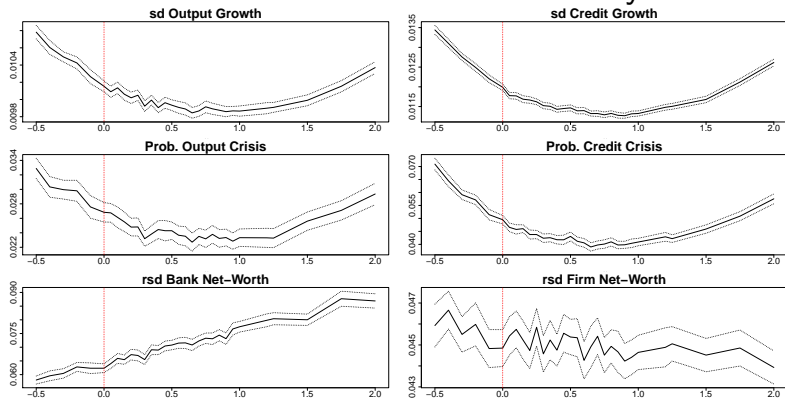 sd Output Growth
0.0098
0.0104
−0.5 0.0 0.5 1.0 1.5 2.0
sd Credit Growth
0.0115
0.0125
0.0135
−0.5 0.0 0.5 1.0 1.5 2.0
Prob. Output Crisis
0.022
0.028
0.034
−0.5 0.0 0.5 1.0 1.5 2.0
Prob. Credit Crisis
0.040
0.055
0.070
−0.5 0.0 0.5 1.0 1.5 2.0
rsd Bank Net−Worth
0.060
0.075
0.090
−0.5 0.0 0.5 1.0 1.5 2.0
rsd Firm Net−Worth
0.043
0.045
0.047
−0.5 0.0 0.5 1.0 1.5 2.0